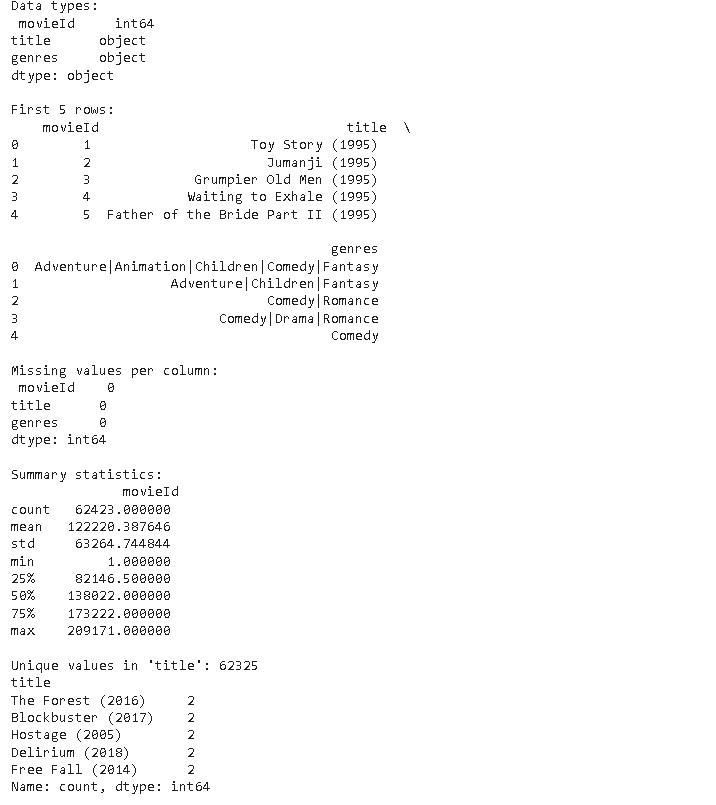 Data types:
movieId int64
title object
genres object
dtype: object
First 5 rows:
movieId title \
0 1 Toy Story (1995)
1 2 Jumanji (1995)
2 3 Grumpier Old Men (1995)
3 4 Waiting to Exhale (1995)
4 5 Father of the Bride Part II (1995)
genres
0 Adventure|Animation|Children|Comedy|Fantasy
1 Adventure|Children|Fantasy
2 Comedy|Romance
3 Comedy|Drama|Romance
4 Comedy
Missing values per column:
movieId 0
title 0
genres 0
dtype: int64
Summary statistics:
movieId
count 62423.000000
mean 122220.387646
std 63264.744844
min 1.000000
25% 82146.500000
50% 138022.000000
75% 173222.000000
max 209171.000000
Unique values in 'title': 62325
title
The Forest (2016) 2
Blockbuster (2017) 2
Hostage (2005) 2
Delirium (2018) 2
Free Fall (2014) 2
Name: count, dtype: int64